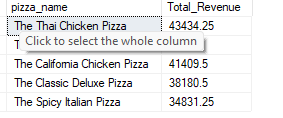 pizza_name Total_Revenue
The Thai Chicken Pizza 43434.25
Click to select the whole column
The California Chicken Pizza 41409.5
The Classic Deluxe Pizza 38180.5
The Spicy Italian Pizza 34831.25